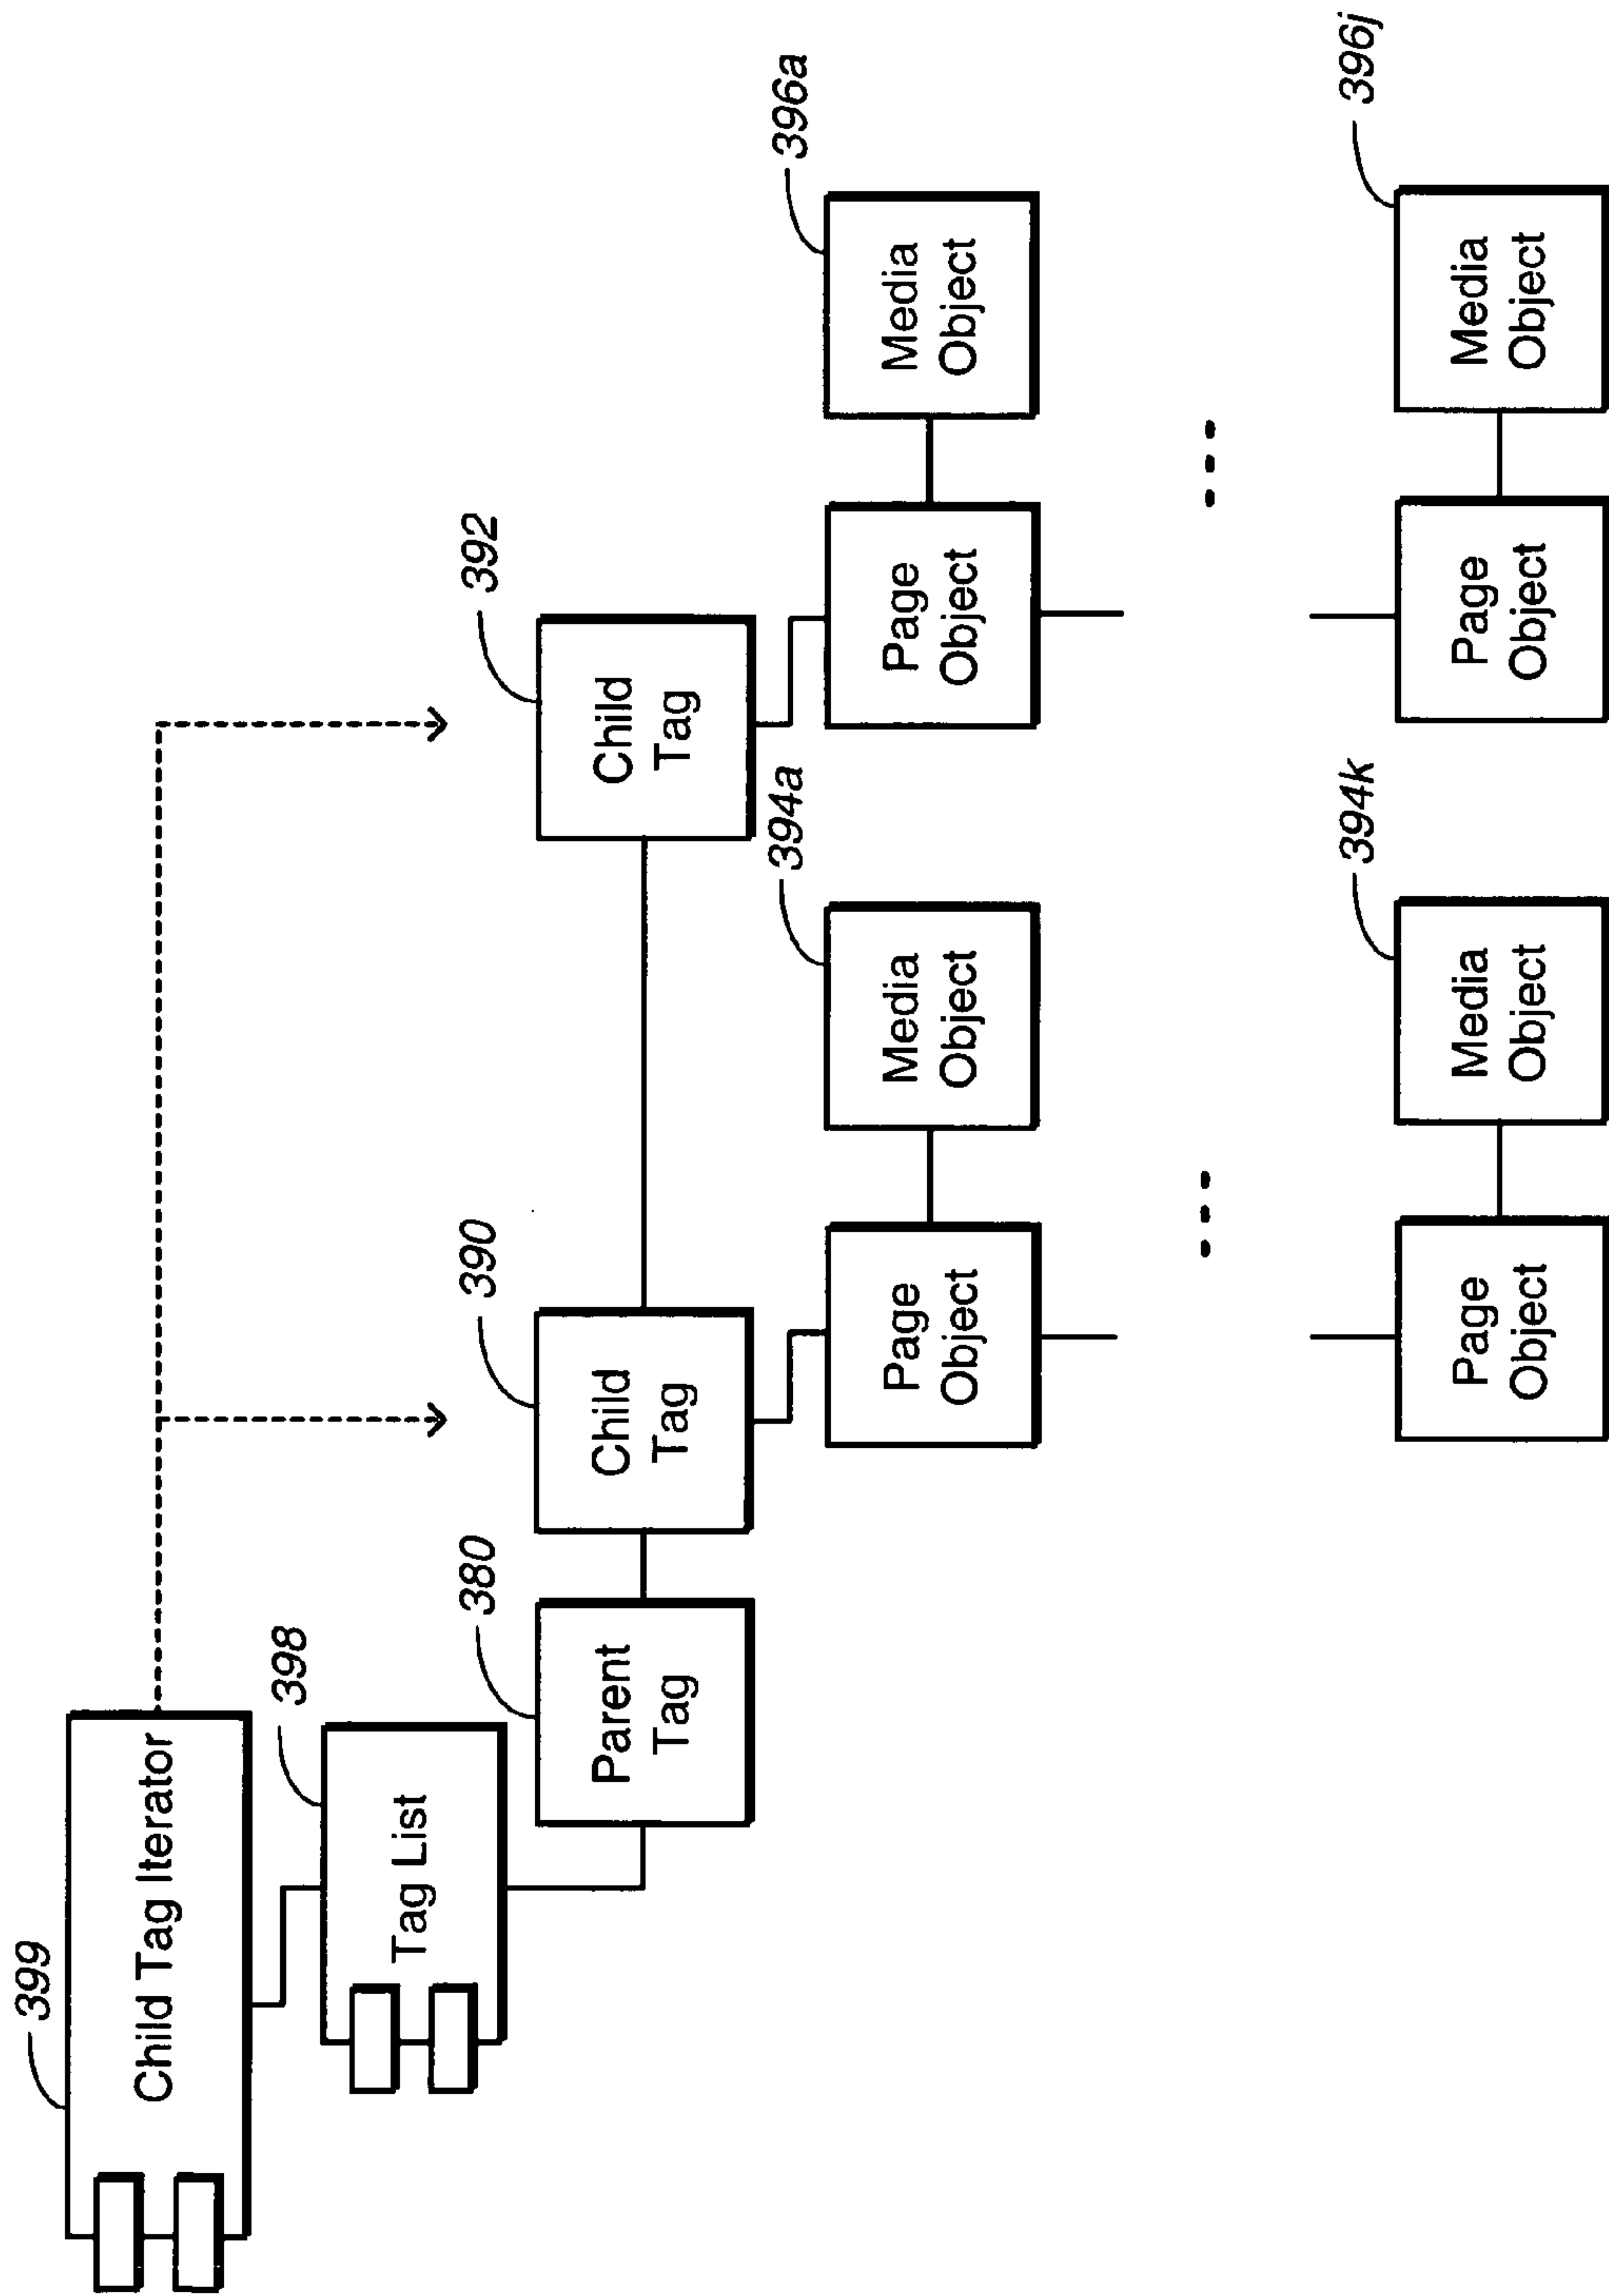 399
Child Tag Iterator
398
Tag List
380
Parent
Tag
390
Child
Tag
392
Child
Tag
Page
Object
394a
Media
Object
Page
Object
396a
Media
Object
Page
Object
394k
Media
Object
Page
Object
396j
Media
Object